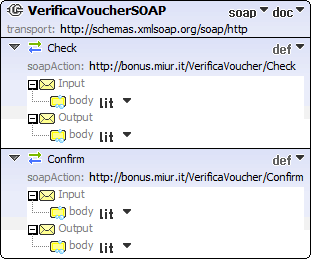 VerificaVoucherSOAP soap doc
transport: http://schemas.xmlsoap.org/soap/http
Check def
soapAction: http://bonus.miur.it/VerificaVoucher/Check
Input
body lit
Output
body lit
Confirm def
soapAction: http://bonus.miur.it/VerificaVoucher/Confirm
Input
body lit
Output
body lit